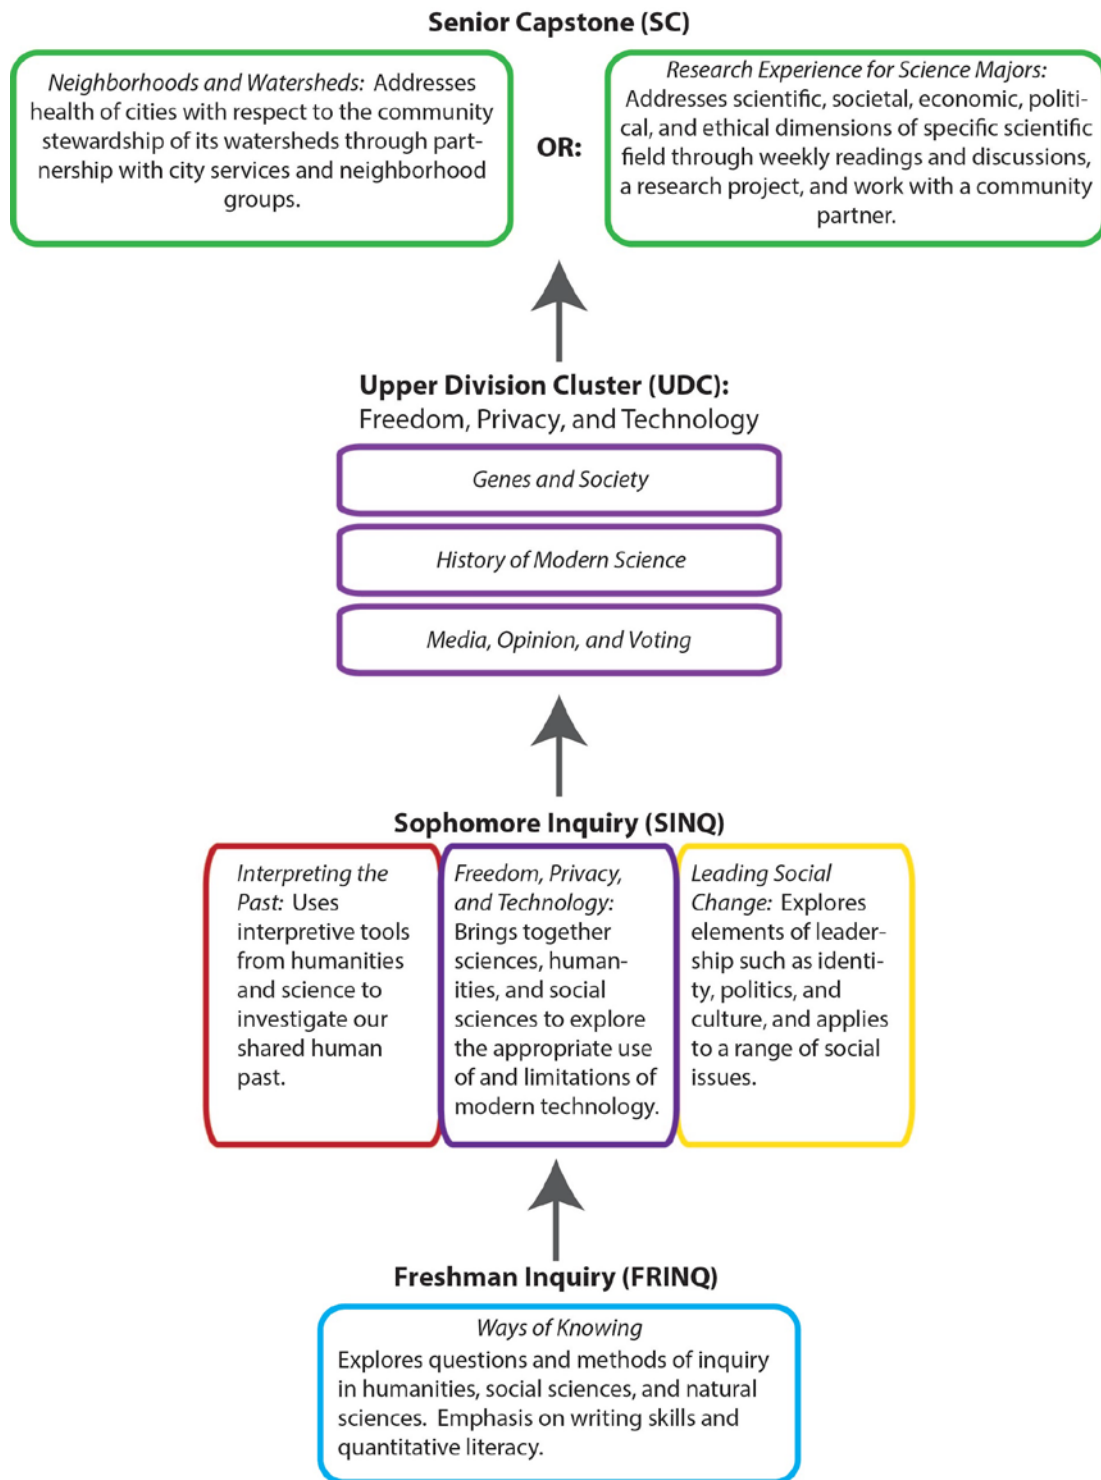 Senior Capstone (SC)
Neighborhoods and Watersheds: Addresses
health of cities with respect to the community
stewardship of its watersheds through part-
nership with city services and neighborhood
groups.
OR:
Research Experience for Science Majors:
Addresses scientific, societal, economic, politi-
cal, and ethical dimensions of specific scientific
field through weekly readings and discussions,
a research project, and work with a community
partner.
Upper Division Cluster (UDC):
Freedom, Privacy, and Technology
Genes and Society
History of Modern Science
Media, Opinion, and Voting
Sophomore Inquiry (SINQ)
Interpreting the
Past: Uses
interpretive tools
from humanities
and science to
investigate our
shared human
past.
Freedom, Privacy,
and Technology:
Brings together
sciences, human-
ities, and social
sciences to explore
the appropriate use
of and limitations of
modern technology.
Leading Social
Change: Explores
elements of leader-
ship such as identi-
ty, politics, and
culture, and applies
to a range of social
issues.
Freshman Inquiry (FRINQ)
Ways of Knowing
Explores questions and methods of inquiry
in humanities, social sciences, and natural
sciences. Emphasis on writing skills and
quantitative literacy.